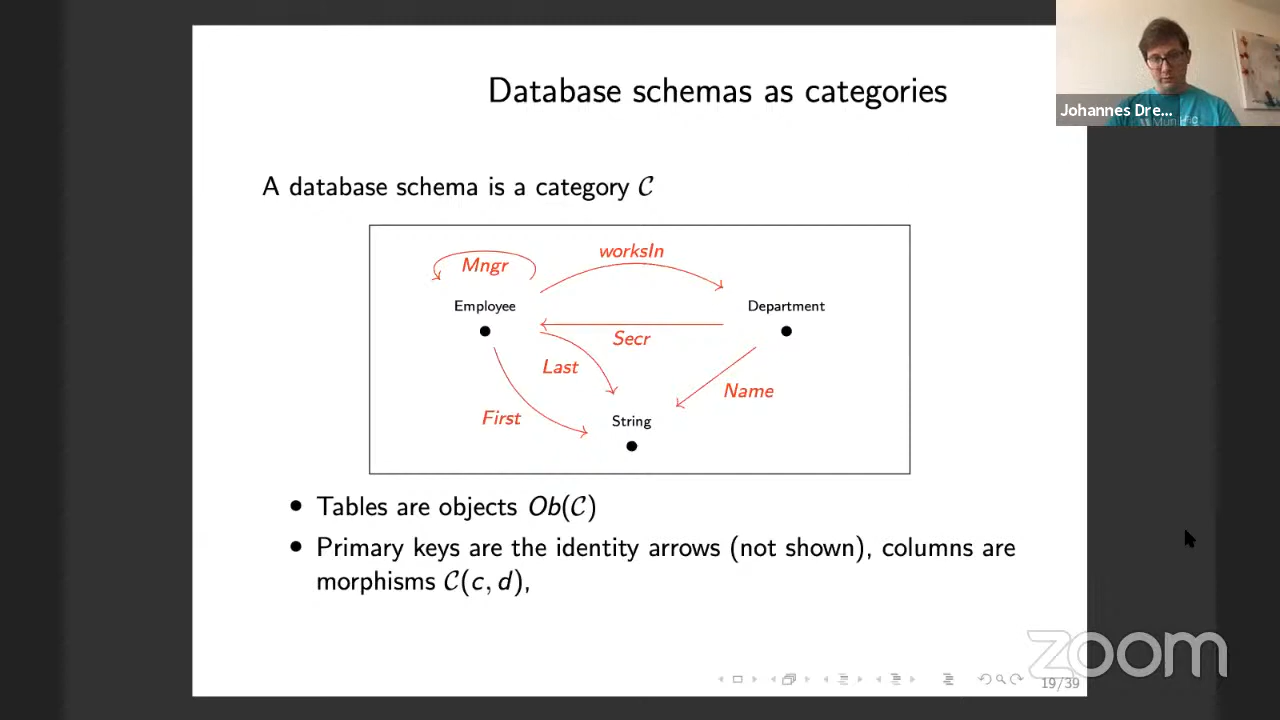 Database schemas as categories
Johannes Dre...
A database schema is a category C
Mngr
worksIn
Employee
Department
Secr
Last
Name
First
String
• Tables are objects Ob(C)
• Primary keys are the identity arrows (not shown), columns are
morphisms C(c, d),
zoom
19/39